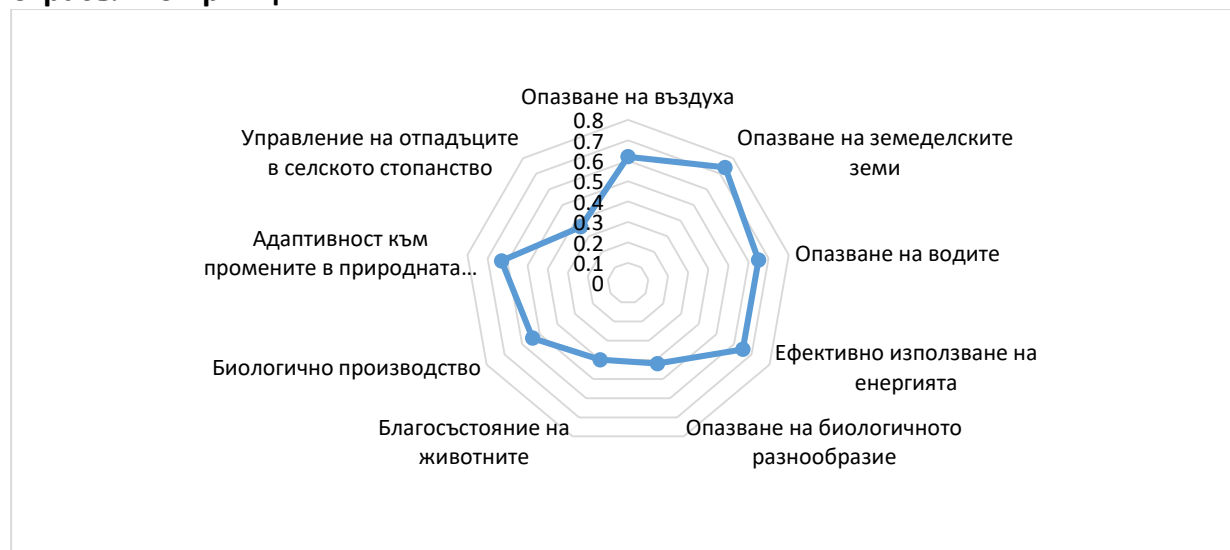 Опазване на въздуха
0.8
0.7
0.6
0.5
0.4
0.3
0.2
0.1
0
Опазване на земеделските
земи
Опазване на водите
Ефективно използване на
енергията
Опазване на биологичното
разнообразие
Благосъстояние на
животните
Биологично производство
Адаптивност към
промените в природната...
Управление на отпадъците
в селското стопанство